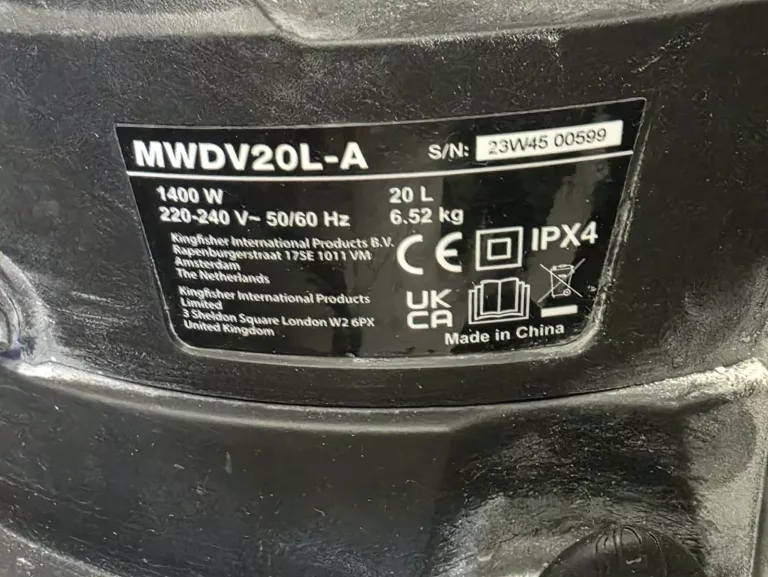 MWDV20L-A
S/N: 23W45 00599
1400 W
20 L
220-240 V~ 50/60 Hz
6.52 kg
Kingfisher International Products B.V.
Rapenburgerstraat 175E 1011 VM
Amsterdam
The Netherlands
CE
IPX4
Kingfisher International Products
Limited
3 Sheldon Square London W2 6PX
United Kingdom
UK
CA
Made in China